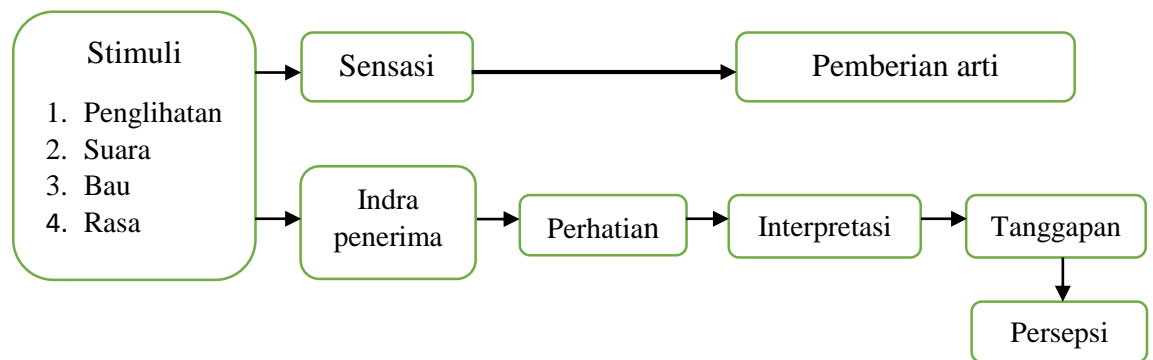 Stimuli
1. Penglihatan
2. Suara
3. Bau
4. Rasa
Sensasi
Pemberian arti
Indra
penerima
Perhatian
Interpretasi
Tanggapan
Persepsi